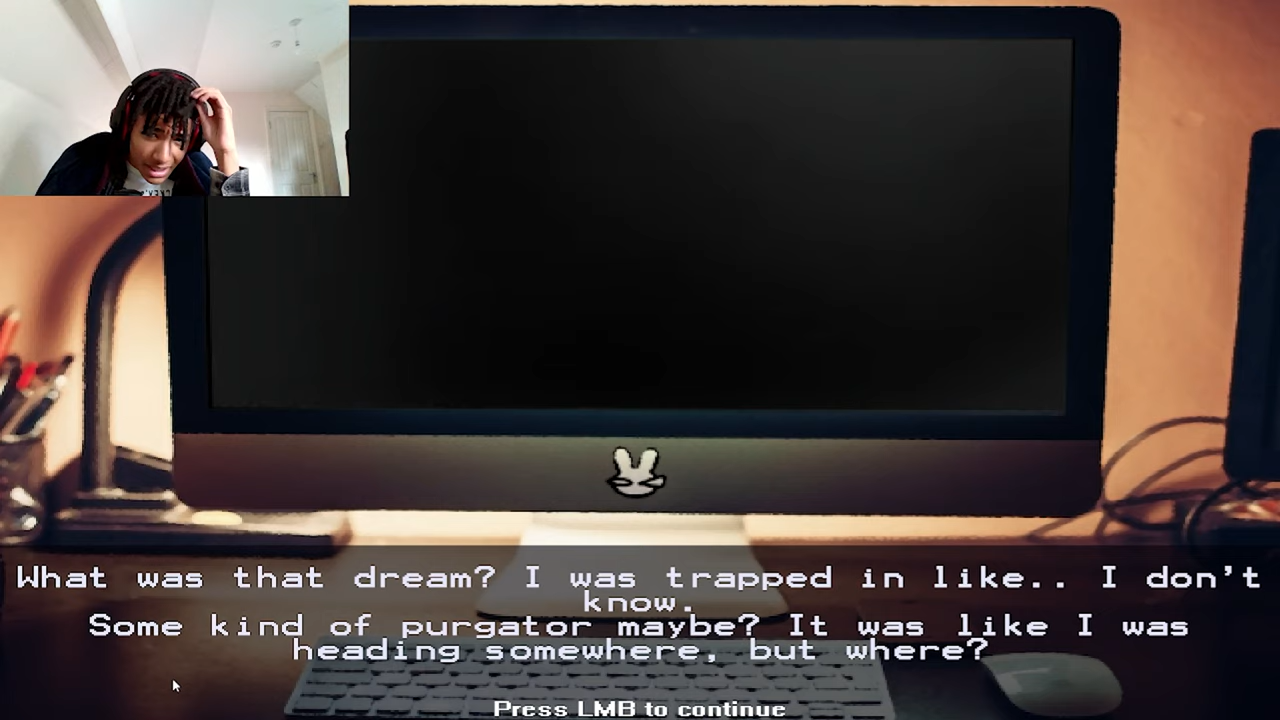 What was that dream? I was trapped in like.. I don't
know.
Some kind of purgator maybe? It was like I was
heading somewhere, but where?
Press LMB to continue